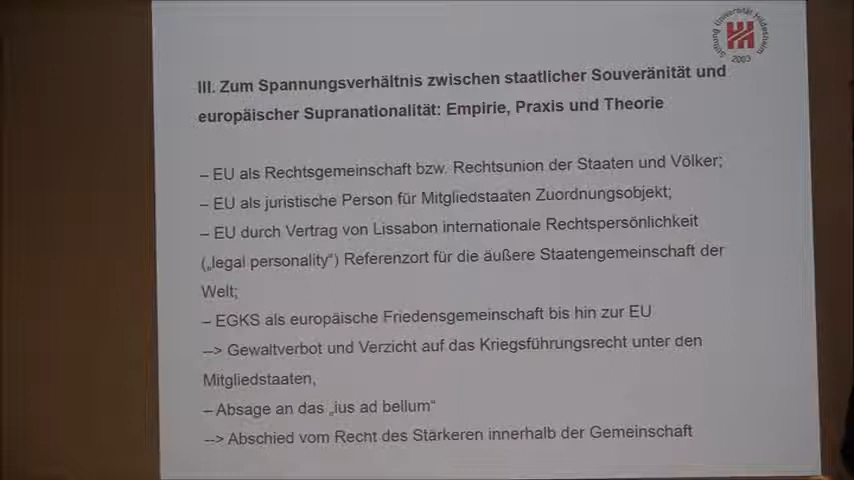 Stiftung Universität Hildesheim
2003
III. Zum Spannungsverhältnis zwischen staatlicher Souveränität und
europäischer Supranationalität: Empirie, Praxis und Theorie
– EU als Rechtsgemeinschaft bzw. Rechtsunion der Staaten und Völker;
– EU als juristische Person für Mitgliedstaaten Zuordnungsobjekt;
– EU durch Vertrag von Lissabon internationale Rechtspersönlichkeit
(„legal personality“) Referenzort für die äußere Staatengemeinschaft der
Welt;
– EGKS als europäische Friedensgemeinschaft bis hin zur EU
--> Gewaltverbot und Verzicht auf das Kriegsführungsrecht unter den
Mitgliedstaaten,
– Absage an das „ius ad bellum“
--> Abschied vom Recht des Stärkeren innerhalb der Gemeinschaft